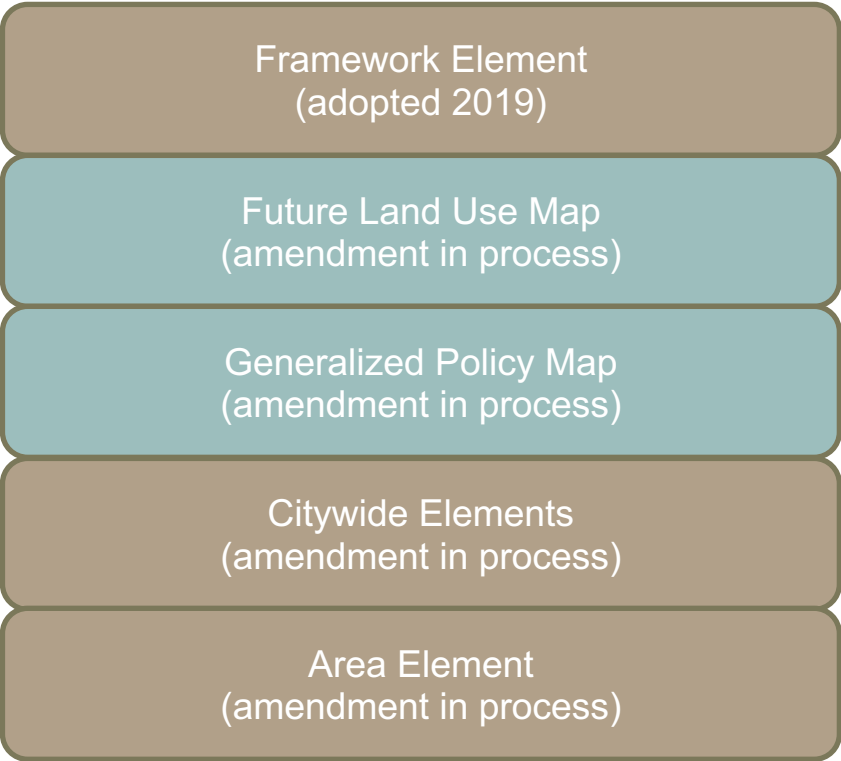 Framework Element
(adopted 2019)
Future Land Use Map
(amendment in process)
Generalized Policy Map
(amendment in process)
Citywide Elements
(amendment in process)
Area Element
(amendment in process)